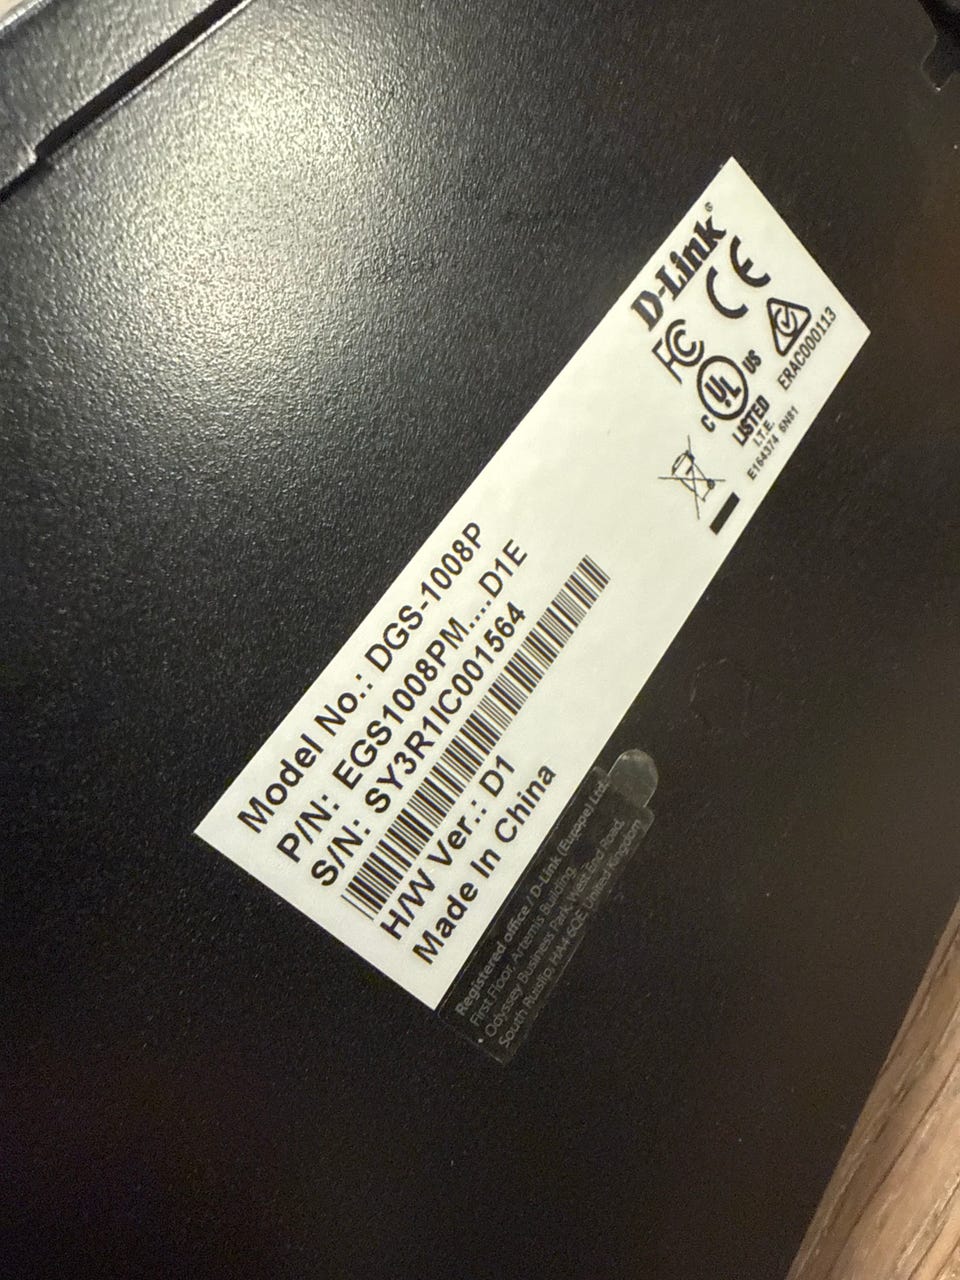 D-Link®
FCC CE
C UL US
LISTED
I.T.E.
E164374 6N81
ERAC000113
Model No.: DGS-1008P
P/N: EGS1008PM....D1E
S/N: SY3R1IC001564
H/W Ver.: D1
Made In China
Registered office / D-Link (Europe) Ltd.
First Floor, Artemis Building,
Odyssey Business Park, West End Road,
South Ruislip, HA4 6QE, United Kingdom